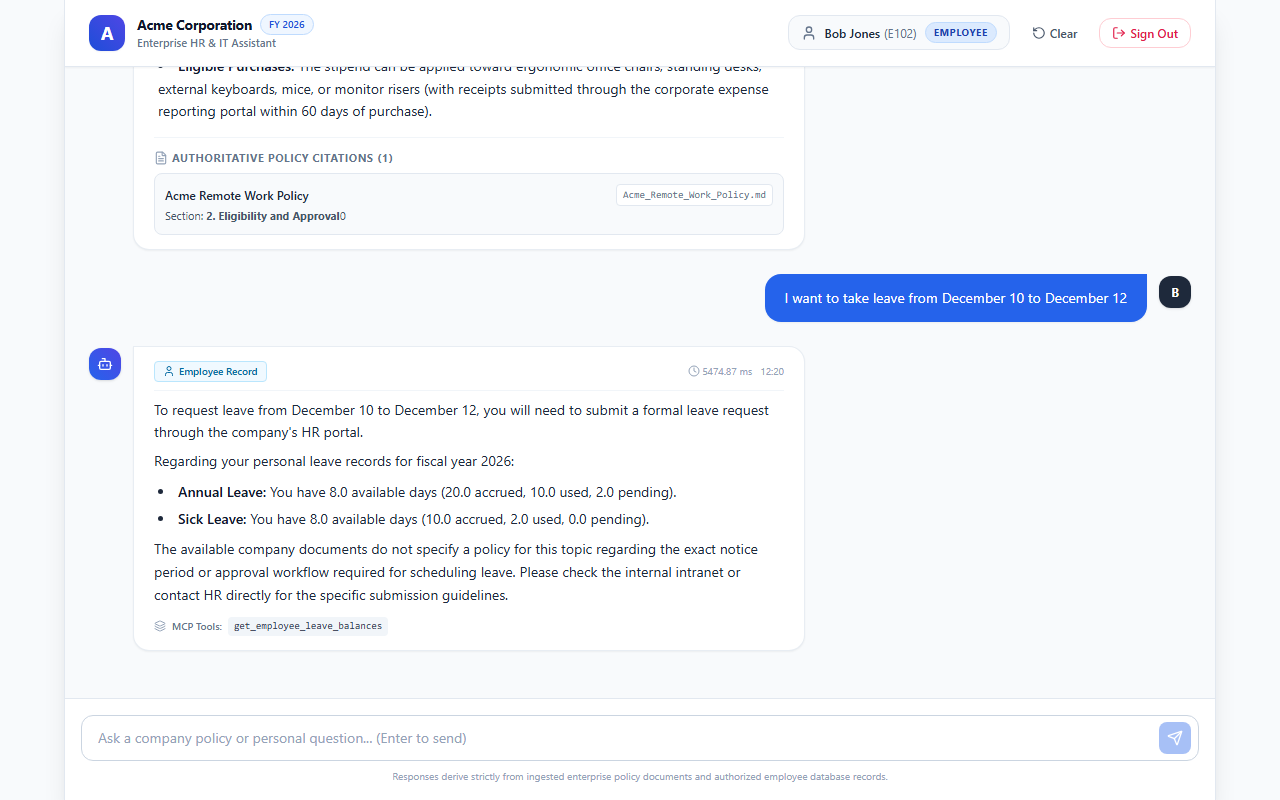 A
Acme Corporation FY 2026
Enterprise HR & IT Assistant
Bob Jones (E102) EMPLOYEE
Clear
Sign Out
• Eligible Purchases: The stipend can be applied toward ergonomic office chairs, standing desks,
external keyboards, mice, or monitor risers (with receipts submitted through the corporate expense
reporting portal within 60 days of purchase).
AUTHORITATIVE POLICY CITATIONS (1)
Acme Remote Work Policy
Acme_Remote_Work_Policy.md
Section: 2. Eligibility and Approval0
I want to take leave from December 10 to December 12
B
Employee Record
5474.87 ms 12:20
To request leave from December 10 to December 12, you will need to submit a formal leave request
through the company's HR portal.
Regarding your personal leave records for fiscal year 2026:
• Annual Leave: You have 8.0 available days (20.0 accrued, 10.0 used, 2.0 pending).
• Sick Leave: You have 8.0 available days (10.0 accrued, 2.0 used, 0.0 pending).
The available company documents do not specify a policy for this topic regarding the exact notice
period or approval workflow required for scheduling leave. Please check the internal intranet or
contact HR directly for the specific submission guidelines.
MCP Tools: get_employee_leave_balances
Ask a company policy or personal question... (Enter to send)
Responses derive strictly from ingested enterprise policy documents and authorized employee database records.